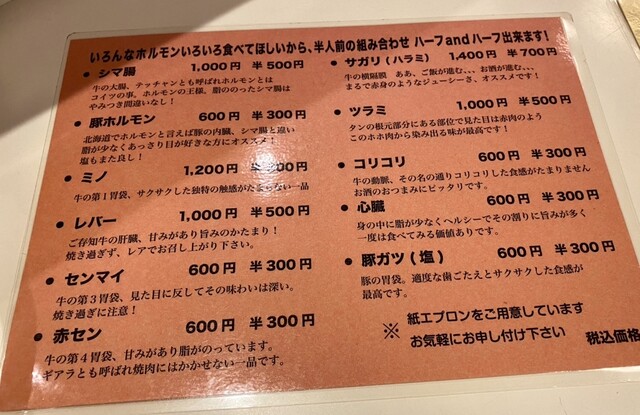 いろんなホルモンいろいろ食べてほしいから、半人前の組み合わせ ハーフandハーフ出来ます!
● シマ腸 1,000円 半500円
牛の大腸、テッチャンとも呼ばれホルモンとは
コイツの事。ホルモンの王様、脂ののったシマ腸は
やみつき間違いなし!
● 豚ホルモン 600円 半300円
北海道でホルモンと言えば豚の内臓、シマ腸と違い
脂が少なくあっさり目が好きな方にオススメ!
塩もまた良し!
● ミノ 1,200円 半 円
牛の第1胃袋、サクサクした独特の触感がたまらない一品
● レバー 1,000円 半500円
ご存知牛の肝臓、甘みがあり旨みのかたまり!
焼き過ぎず、レアでお召し上がり下さい。
● センマイ 600円 半300円
牛の第3胃袋、見た目に反してその味わいは深い。
焼き過ぎに注意!
● 赤セン 600円 半300円
牛の第4胃袋、甘みがあり脂がのっています。
ギアラとも呼ばれ焼肉にはかかせない一品です。
● サガリ(ハラミ) 1,400円 半700円
牛の横隔膜 ああ、ご飯が進む、、、お酒が進む、、、
まるで赤身のようなジューシーさ、オススメです!
● ツラミ 1,000円 半500円
タンの根元部分にある部位で見た目は赤肉のよう
このホホ肉から染み出る味が最高です!
● コリコリ 600円 半300円
牛の動脈、その名の通りコリコリした食感がたまりません
お酒のおつまみにピッタリです。
● 心臓 600円 半300円
身の中に脂が少なくヘルシーでその割りに旨みが多く
一度は食べてみる価値ありです。
● 豚ガツ(塩) 600円 半300円
豚の胃袋。適度な歯ごたえとサクサクした食感が
最高です。
※ 紙エプロンをご用意しています
お気軽にお申し付け下さい 税込価格